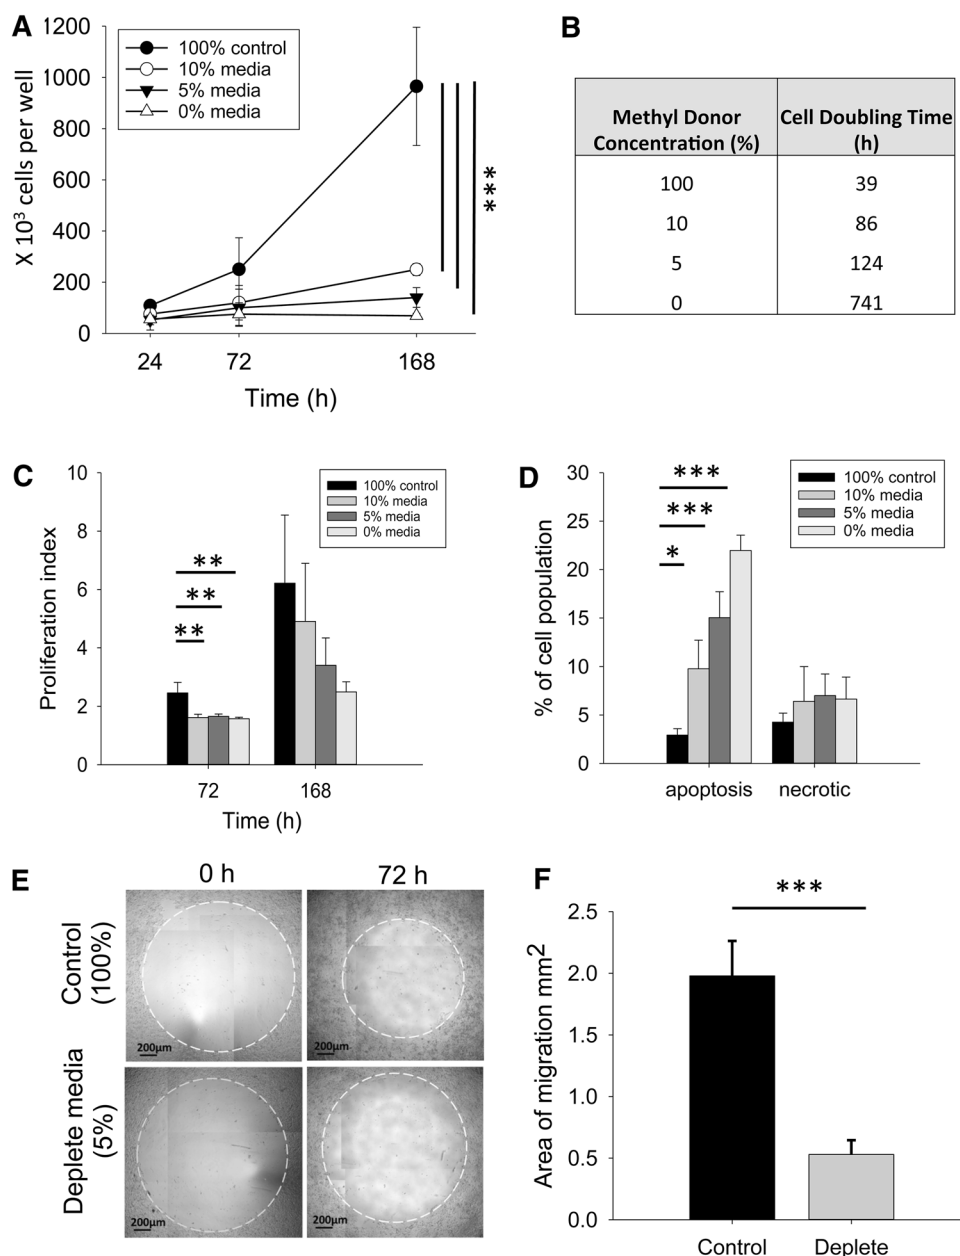 A
1200
1000
800
600
400
200
0
X 10³ cells per well
100% control
10% media
5% media
0% media
***
24 72 168
Time (h)
B
Methyl Donor Concentration (%) Cell Doubling Time (h)
100 39
10 86
5 124
0 741
C
10
8
6
4
2
0
Proliferation index
100% control
10% media
5% media
0% media
**
**
**
72 168
Time (h)
D
30
25
20
15
10
5
0
% of cell population
100% control
10% media
5% media
0% media
***
***
*
apoptosis necrotic
E
0 h 72 h
Control (100%)
200µm 200µm
Deplete media (5%)
200µm 200µm
F
***
2.5
2.0
1.5
1.0
0.5
0.0
Area of migration mm²
Control Deplete